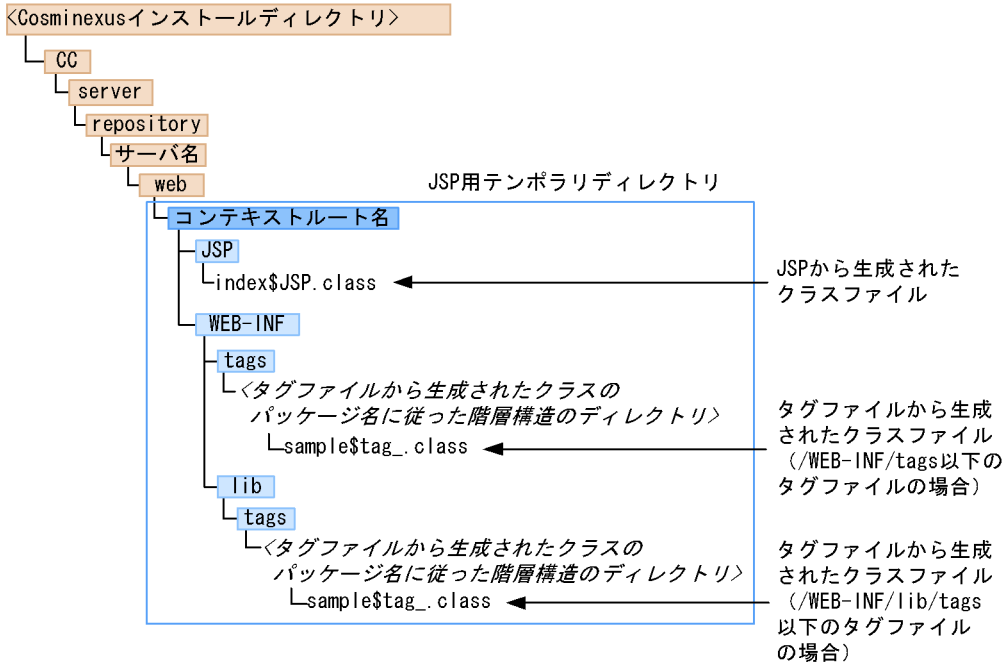 <Cosminexusインストールディレクトリ>
CC
server
repository
サーバ名
web
JSP用テンポラリディレクトリ
コンテキストルート名
JSP
index$JSP.class
JSPから生成された
クラスファイル
WEB-INF
tags
<タグファイルから生成されたクラスの
パッケージ名に従った階層構造のディレクトリ>
sample$tag_.class
タグファイルから生成
されたクラスファイル
（/WEB-INF/tags以下の
タグファイルの場合）
lib
tags
<タグファイルから生成されたクラスの
パッケージ名に従った階層構造のディレクトリ>
sample$tag_.class
タグファイルから生成
されたクラスファイル
（/WEB-INF/lib/tags
以下のタグファイル
の場合）